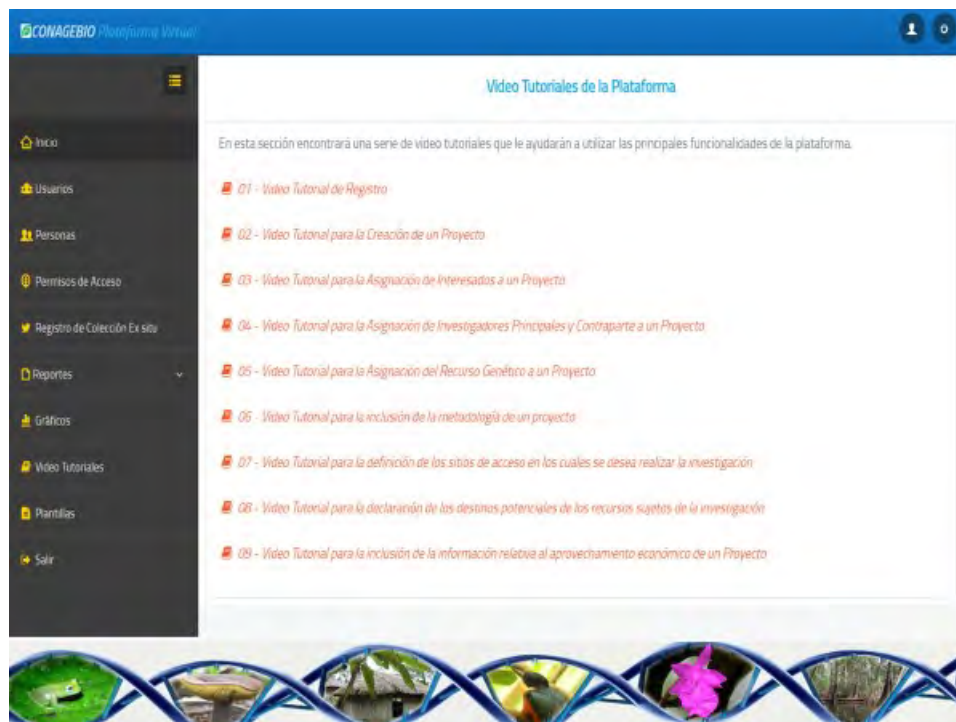 CONAGEBIO Plataforma Virtual
Video Tutoriales de la Plataforma
Inicio
Usuarios
Personas
Permisos de Acceso
Registro de Colección Ex situ
Reportes
Gráficos
Video Tutoriales
Plantillas
Salir
En esta sección encontrará una serie de video tutoriales que le ayudarán a utilizar las principales funcionalidades de la plataforma.
01 - Video Tutorial de Registro
02 - Video Tutorial para la Creación de un Proyecto
03 - Video Tutorial para la Asignación de Interesados a un Proyecto
04 - Video Tutorial para la Asignación de Investigadores Principales y Contraparte a un Proyecto
05 - Video Tutorial para la Asignación del Recurso Genético a un Proyecto
06 - Video Tutorial para la inclusión de la metodología de un proyecto
07 - Video Tutorial para la definición de los sitios de acceso en los cuales se desea realizar la investigación
08 - Video Tutorial para la declaración de los destinos potenciales de los recursos sujetos de la investigación
09 - Video Tutorial para la inclusión de la información relativa al aprovechamiento económico de un Proyecto